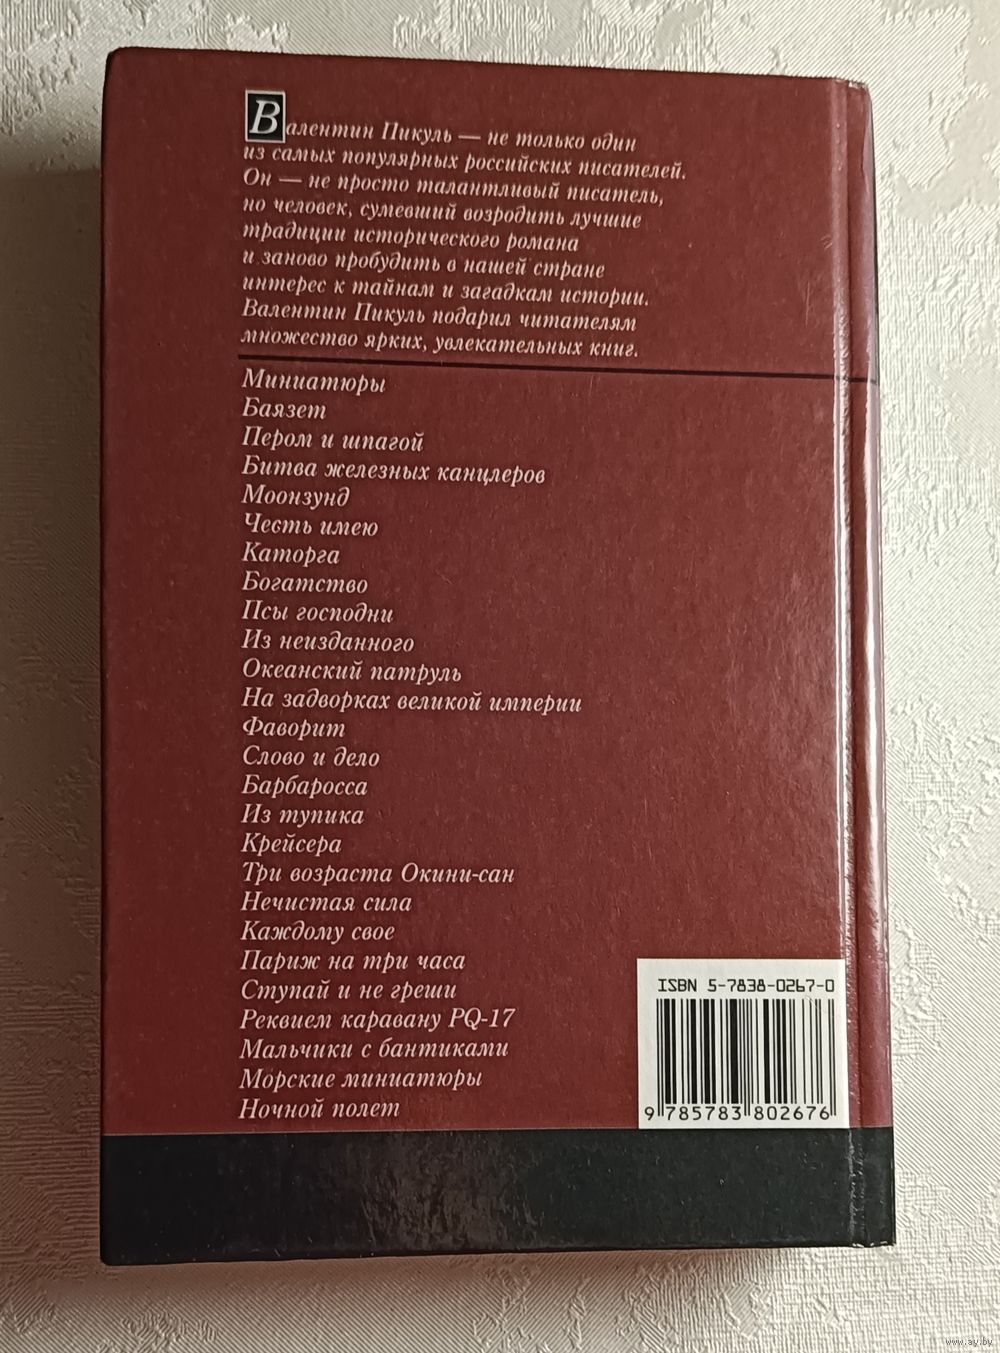 Валентин Пикуль — не только один
из самых популярных российских писателей.
Он — не просто талантливый писатель,
но человек, сумевший возродить лучшие
традиции исторического романа
и заново пробудить в нашей стране
интерес к тайнам и загадкам истории.
Валентин Пикуль подарил читателям
множество ярких, увлекательных книг.
Миниатюры
Баязет
Пером и шпагой
Битва железных канцлеров
Моонзунд
Честь имею
Каторга
Богатство
Псы господни
Из неизданного
Океанский патруль
На задворках великой империи
Фаворит
Слово и дело
Барбаросса
Из тупика
Крейсера
Три возраста Окини-сан
Нечистая сила
Каждому свое
Париж на три часа
Ступай и не греши
Реквием каравану PQ-17
Мальчики с бантиками
Морские миниатюры
Ночной полет
ISBN 5-7838-0267-0
9 785783 802676
www.ay.by